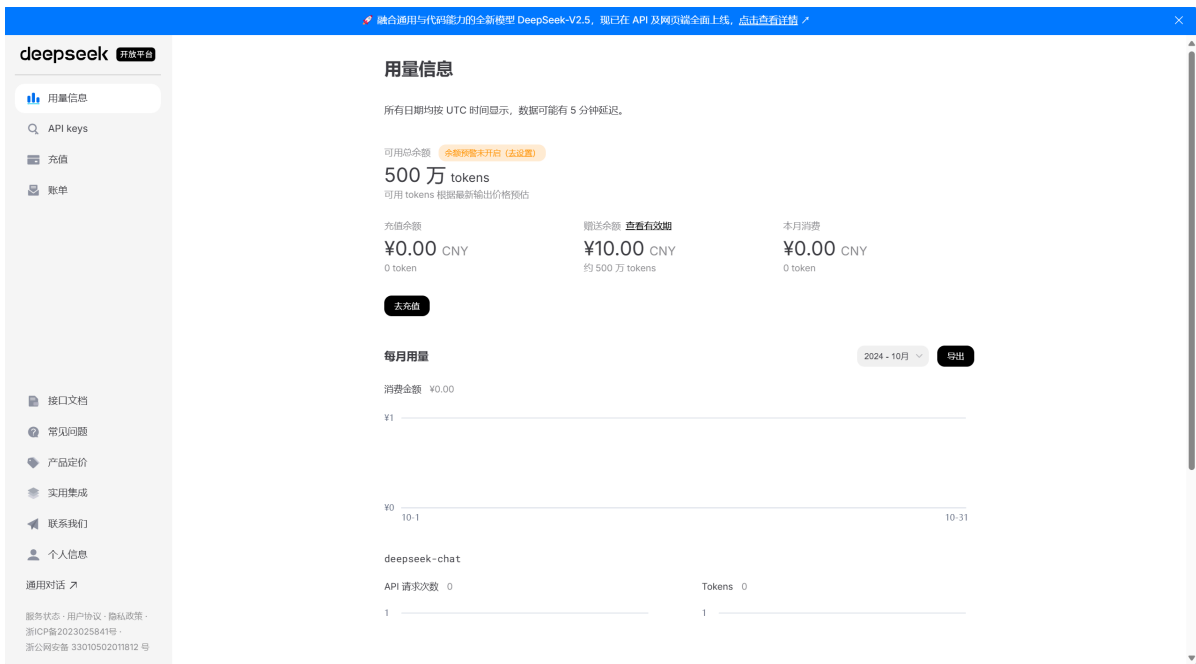 🚀 融合通用与代码能力的全新模型 DeepSeek-V2.5，现已在 API 及网页端全面上线，点击查看详情 ↗
deepseek 开放平台
用量信息
API keys
充值
账单
接口文档
常见问题
产品定价
实用集成
联系我们
个人信息
通用对话 ↗
服务状态 · 用户协议 · 隐私政策 ·
浙ICP备2023025841号 ·
浙公网安备 33010502011812 号
用量信息
所有日期均按 UTC 时间显示，数据可能有 5 分钟延迟。
可用总余额 余额预警未开启（去设置）
500 万 tokens
可用 tokens 根据最新输出价格预估
充值余额 赠送余额 查看有效期 本月消费
¥0.00 CNY ¥10.00 CNY ¥0.00 CNY
0 token 约 500 万 tokens 0 token
去充值
每月用量 2024 - 10月 导出
消费金额 ¥0.00
¥1
¥0
10-1 10-31
deepseek-chat
API 请求次数 0 Tokens 0
1 1